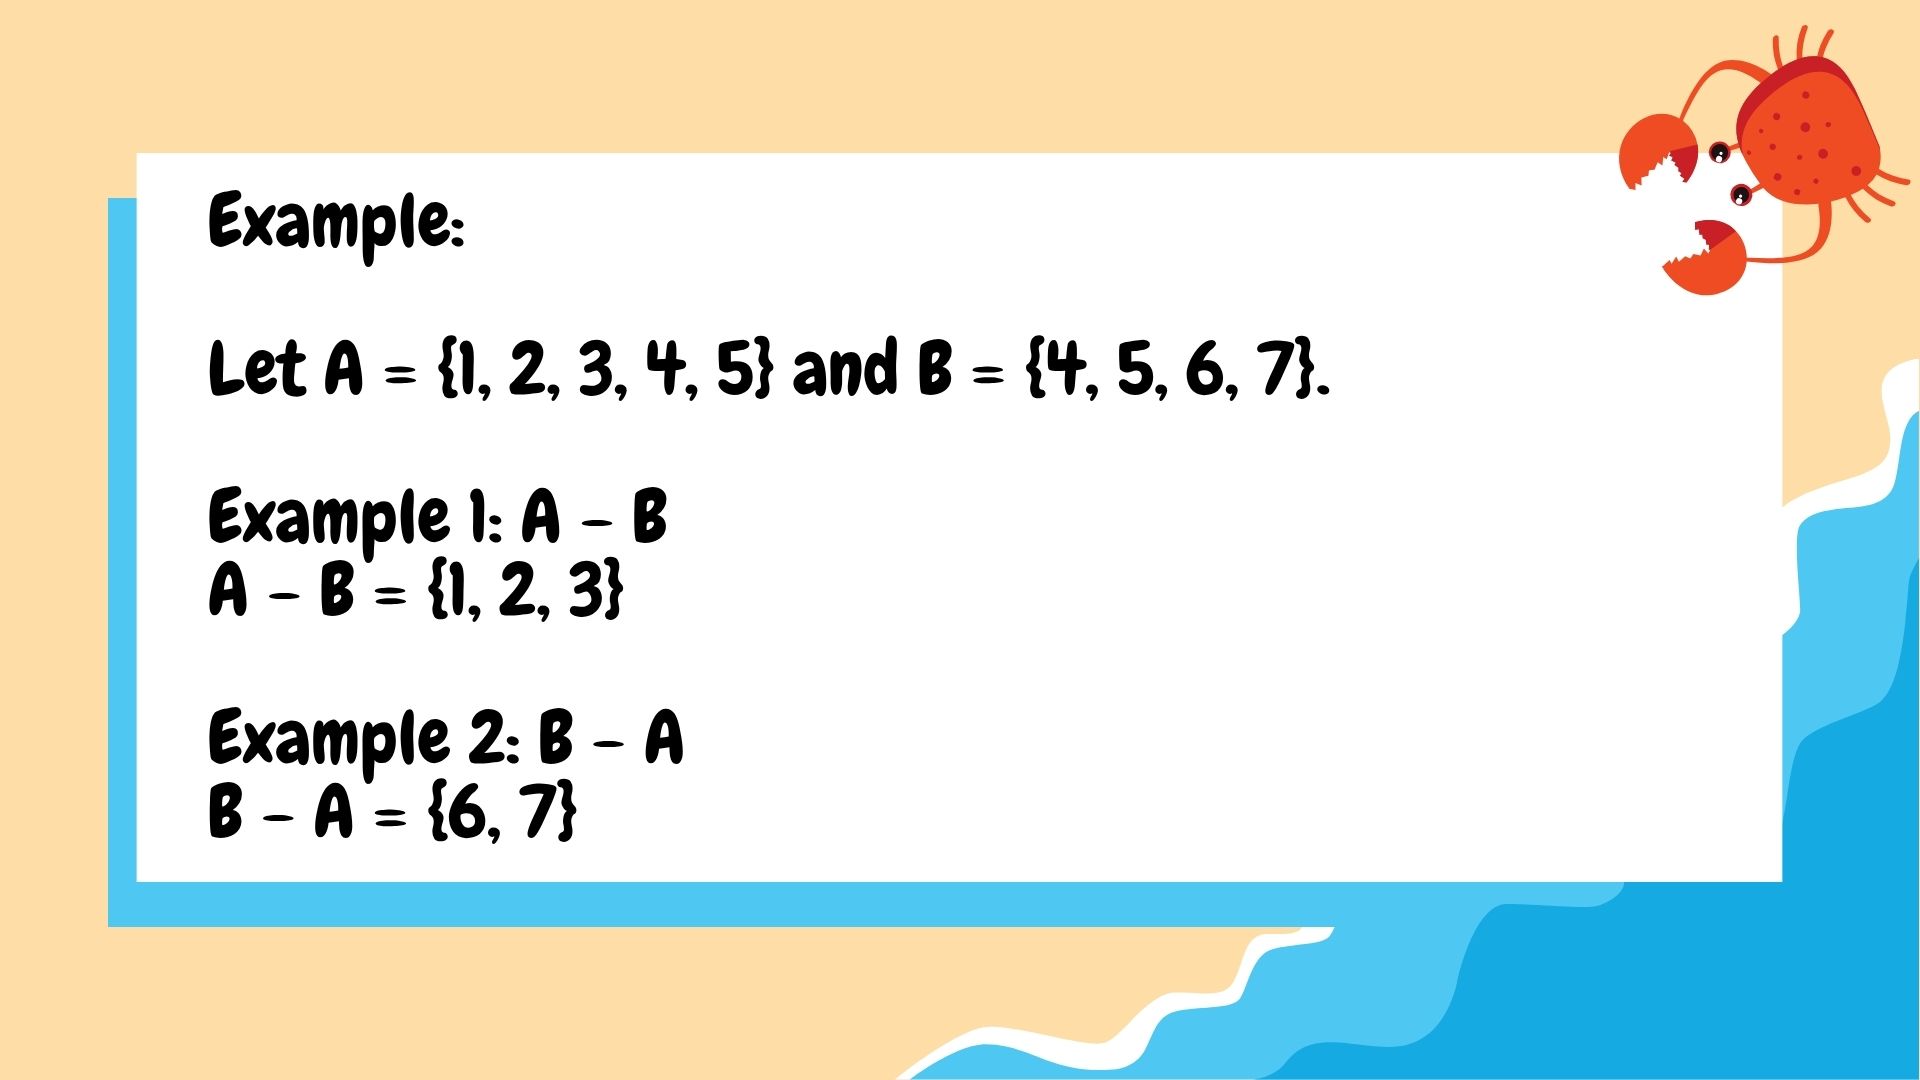 Example:
Let A = {1, 2, 3, 4, 5} and B = {4, 5, 6, 7}.
Example 1: A – B
A – B = {1, 2, 3}
Example 2: B – A
B – A = {6, 7}